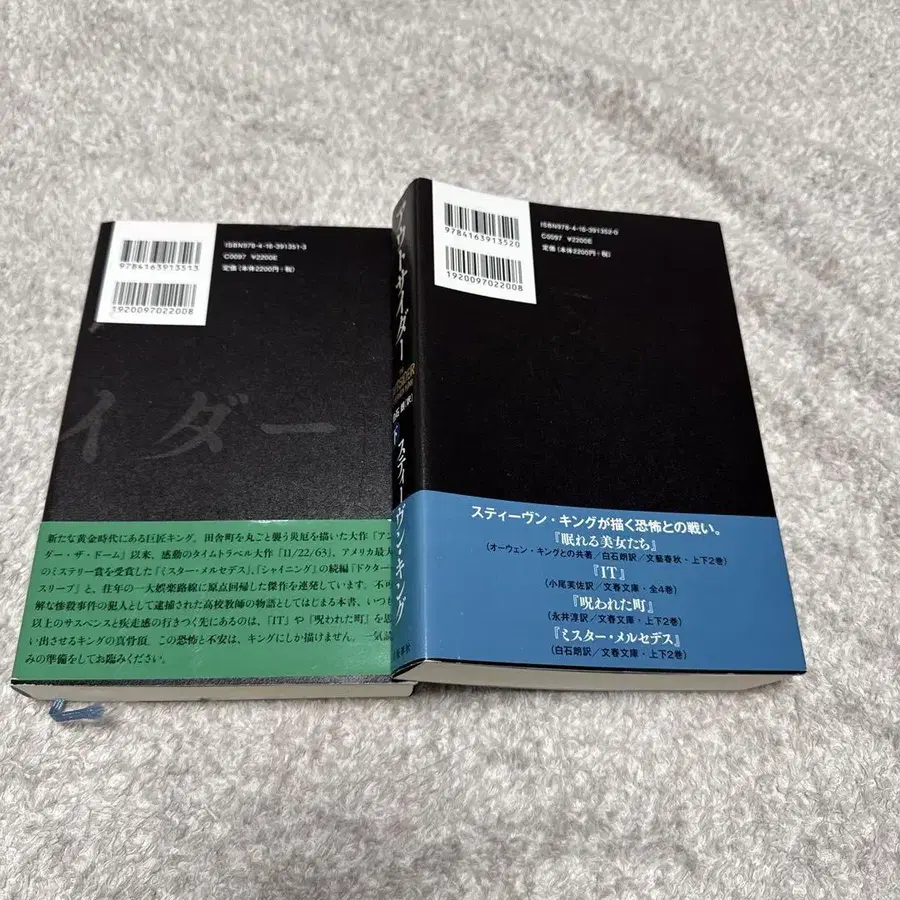 9784163913513
1920097022008
ISBN978-4-16-391351-3
C0097 ¥2200E
定価(本体2200円+税)
イダー
新たな黄金時代にある巨匠キング。田舎町を丸ごと襲う災厄を描いた大作『アン
ダー・ザ・ドーム』以来、感動のタイムトラベル大作『11/22/63』、アメリカ最大
のミステリー賞を受賞した『ミスター・メルセデス』、『シャイニング』の続編『ドクター・
スリープ』と、往年の一大娯楽路線に原点回帰した傑作を連発しています。不可
解な惨殺事件の犯人として逮捕された高校教師の物語としてはじまる本書、いつも
以上のサスペンスと疾走感の行きつく先にあるのは、『IT』や『呪われた町』を思
い出させるキングの真骨頂。この恐怖と不安は、キングにしか描けません。一気読
みの準備をしてお臨みください。
アウトサイダー
THE
OUTSIDER
下
スティーヴン・キング
文藝春秋
9784163913520
1920097022008
ISBN978-4-16-391352-0
C0097 ¥2200E
定価(本体2200円+税)
スティーヴン・キングが描く恐怖との戦い。
『眠れる美女たち』
(オーウェン・キングとの共著/白石朗訳/文藝春秋・上下2巻)
『IT』
(小尾芙佐訳/文春文庫・全4巻)
『呪われた町』
(永井淳訳/文春文庫・上下2巻)
『ミスター・メルセデス』
(白石朗訳/文春文庫・上下2巻)